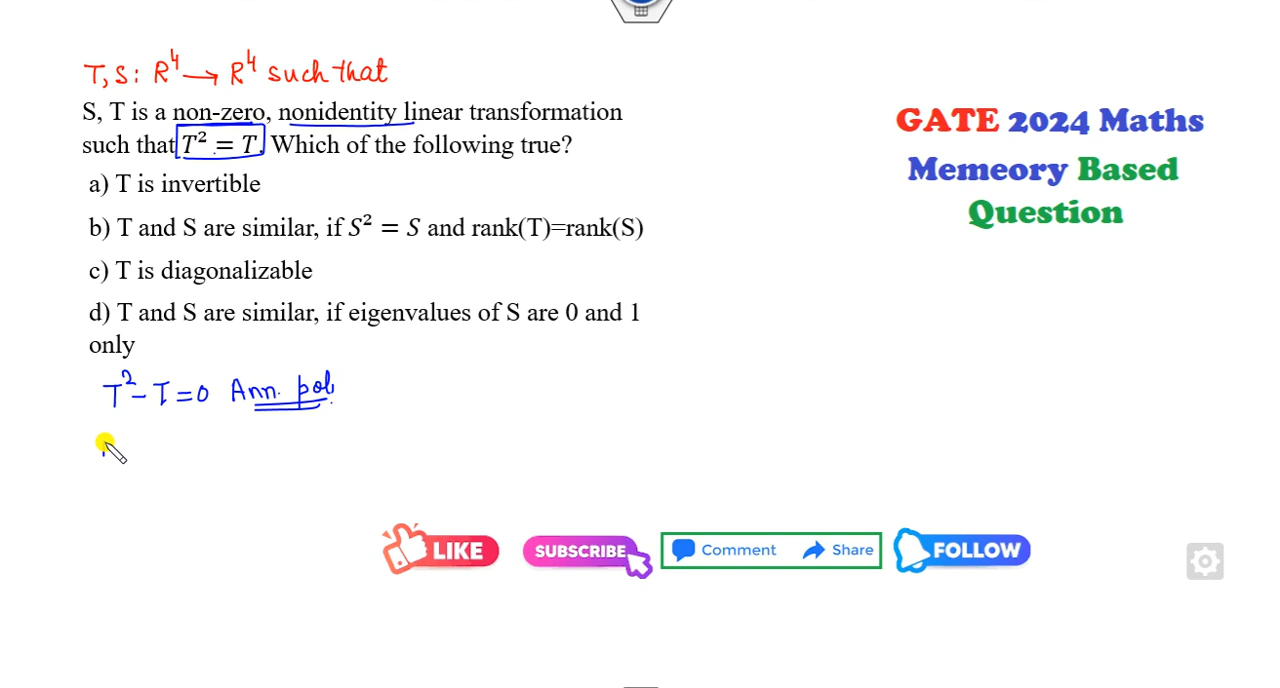 T, S: R⁴ → R⁴ such that
S, T is a non-zero, nonidentity linear transformation
such that T² = T. Which of the following true?
a) T is invertible
b) T and S are similar, if S² = S and rank(T)=rank(S)
c) T is diagonalizable
d) T and S are similar, if eigenvalues of S are 0 and 1
only
T² - T = 0 Ann. pol.
GATE 2024 Maths
Memeory Based
Question
LIKE
SUBSCRIBE
Comment
Share
FOLLOW